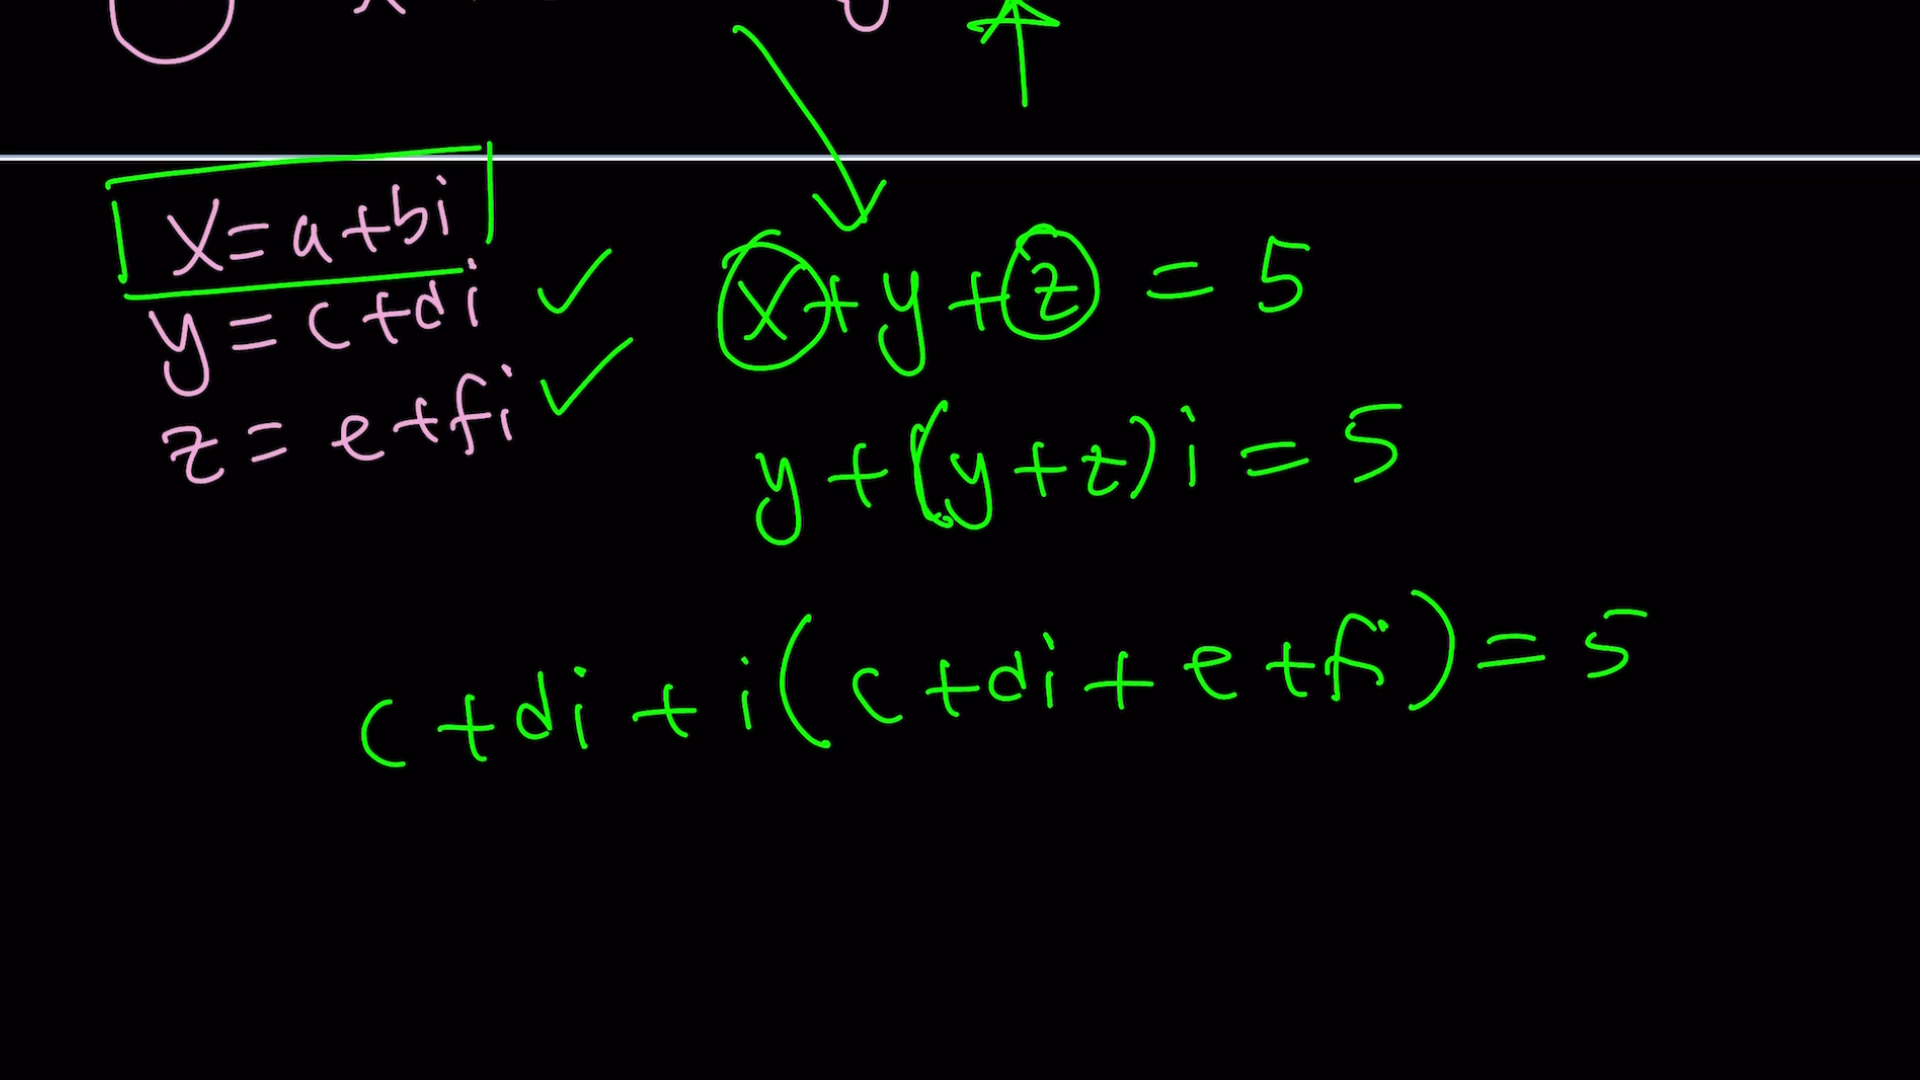 x = a + bi
y = c + di
z = e + fi
x + y + z = 5
y + (y + z) i = 5
c + di + i (c + di + e + fi) = 5